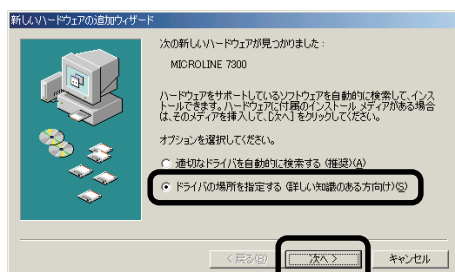 新しいハードウェアの追加ウィザード
次の新しいハードウェアが見つかりました：
MICROLINE 7300
ハードウェアをサポートしているソフトウェアを自動的に検索して、インス
トールできます。ハードウェアに付属のインストール メディアがある場合
は、そのメディアを挿入して、[次へ] をクリックしてください。
オプションを選択してください。
適切なドライバを自動的に検索する (推奨)(A)
ドライバの場所を指定する (詳しい知識のある方向け)(S)
< 戻る(B)
次へ >
キャンセル